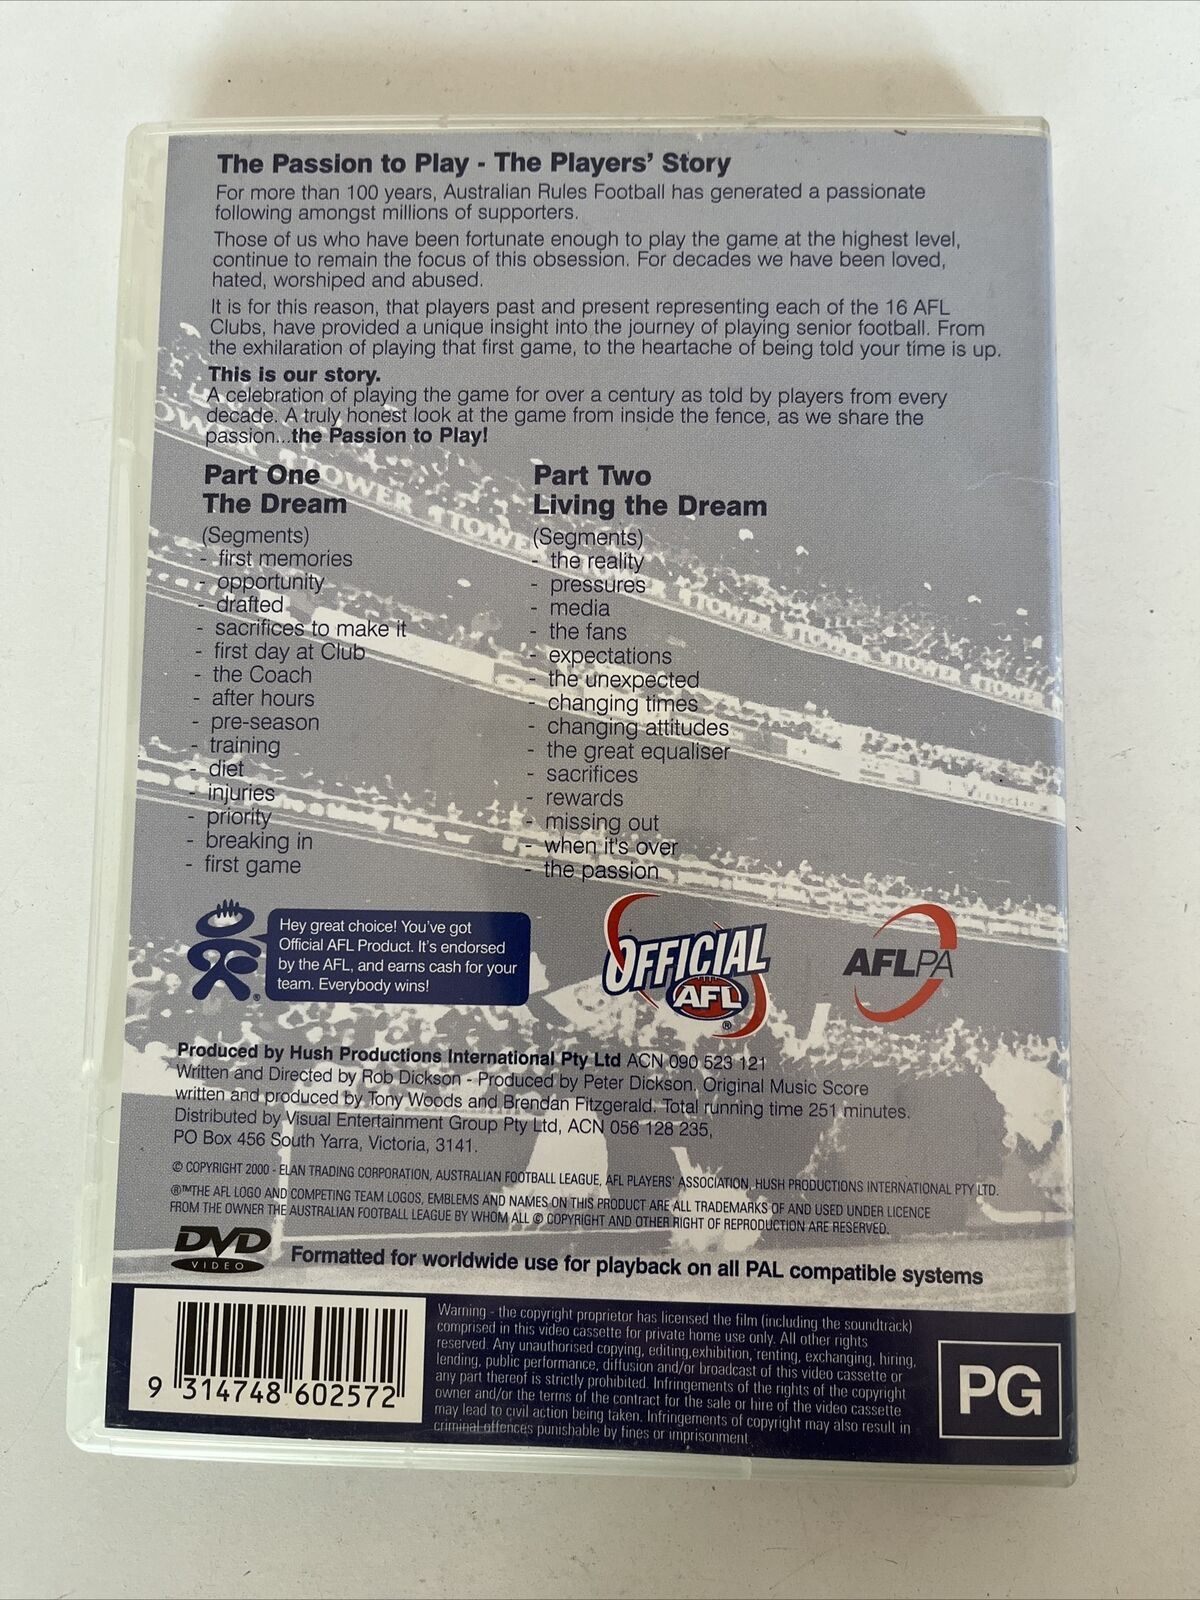 The Passion to Play - The Players' Story
For more than 100 years, Australian Rules Football has generated a passionate
following amongst millions of supporters.
Those of us who have been fortunate enough to play the game at the highest level,
continue to remain the focus of this obsession. For decades we have been loved,
hated, worshiped and abused.
It is for this reason, that players past and present representing each of the 16 AFL
Clubs, have provided a unique insight into the journey of playing senior football. From
the exhilaration of playing that first game, to the heartache of being told your time is up.
This is our story.
A celebration of playing the game for over a century as told by players from every
decade. A truly honest look at the game from inside the fence, as we share the
passion...the Passion to Play!
Part One
The Dream
(Segments)
- first memories
- opportunity
- drafted
- sacrifices to make it
- first day at Club
- the Coach
- after hours
- pre-season
- training
- diet
- injuries
- priority
- breaking in
- first game
Part Two
Living the Dream
(Segments)
- the reality
- pressures
- media
- the fans
- expectations
- the unexpected
- changing times
- changing attitudes
- the great equaliser
- sacrifices
- rewards
- missing out
- when it's over
- the passion
TOWER TOWER TOWER TOWER TOWER
Hey great choice! You've got
Official AFL Product. It's endorsed
by the AFL, and earns cash for your
team. Everybody wins!
OFFICIAL
AFL
®
AFLPA
Produced by Hush Productions International Pty Ltd ACN 090 523 121
Written and Directed by Rob Dickson - Produced by Peter Dickson, Original Music Score
written and produced by Tony Woods and Brendan Fitzgerald. Total running time 251 minutes.
Distributed by Visual Entertainment Group Pty Ltd, ACN 056 128 235,
PO Box 456 South Yarra, Victoria, 3141.
© COPYRIGHT 2000 - ELAN TRADING CORPORATION, AUSTRALIAN FOOTBALL LEAGUE, AFL PLAYERS' ASSOCIATION, HUSH PRODUCTIONS INTERNATIONAL PTY LTD.
®™THE AFL LOGO AND COMPETING TEAM LOGOS, EMBLEMS AND NAMES ON THIS PRODUCT ARE ALL TRADEMARKS OF AND USED UNDER LICENCE
FROM THE OWNER THE AUSTRALIAN FOOTBALL LEAGUE BY WHOM ALL © COPYRIGHT AND OTHER RIGHT OF REPRODUCTION ARE RESERVED.
DVD
VIDEO
Formatted for worldwide use for playback on all PAL compatible systems
9 314748 602572
Warning - the copyright proprietor has licensed the film (including the soundtrack)
comprised in this video cassette for private home use only. All other rights
reserved. Any unauthorised copying, editing,exhibition, renting, exchanging, hiring,
lending, public performance, diffusion and/or broadcast of this video cassette or
any part thereof is strictly prohibited. Infringements of the rights of the copyright
owner and/or the terms of the contract for the sale or hire of the video cassette
may lead to civil action being taken. Infringements of copyright may also result in
criminal offences punishable by fines or imprisonment
PG